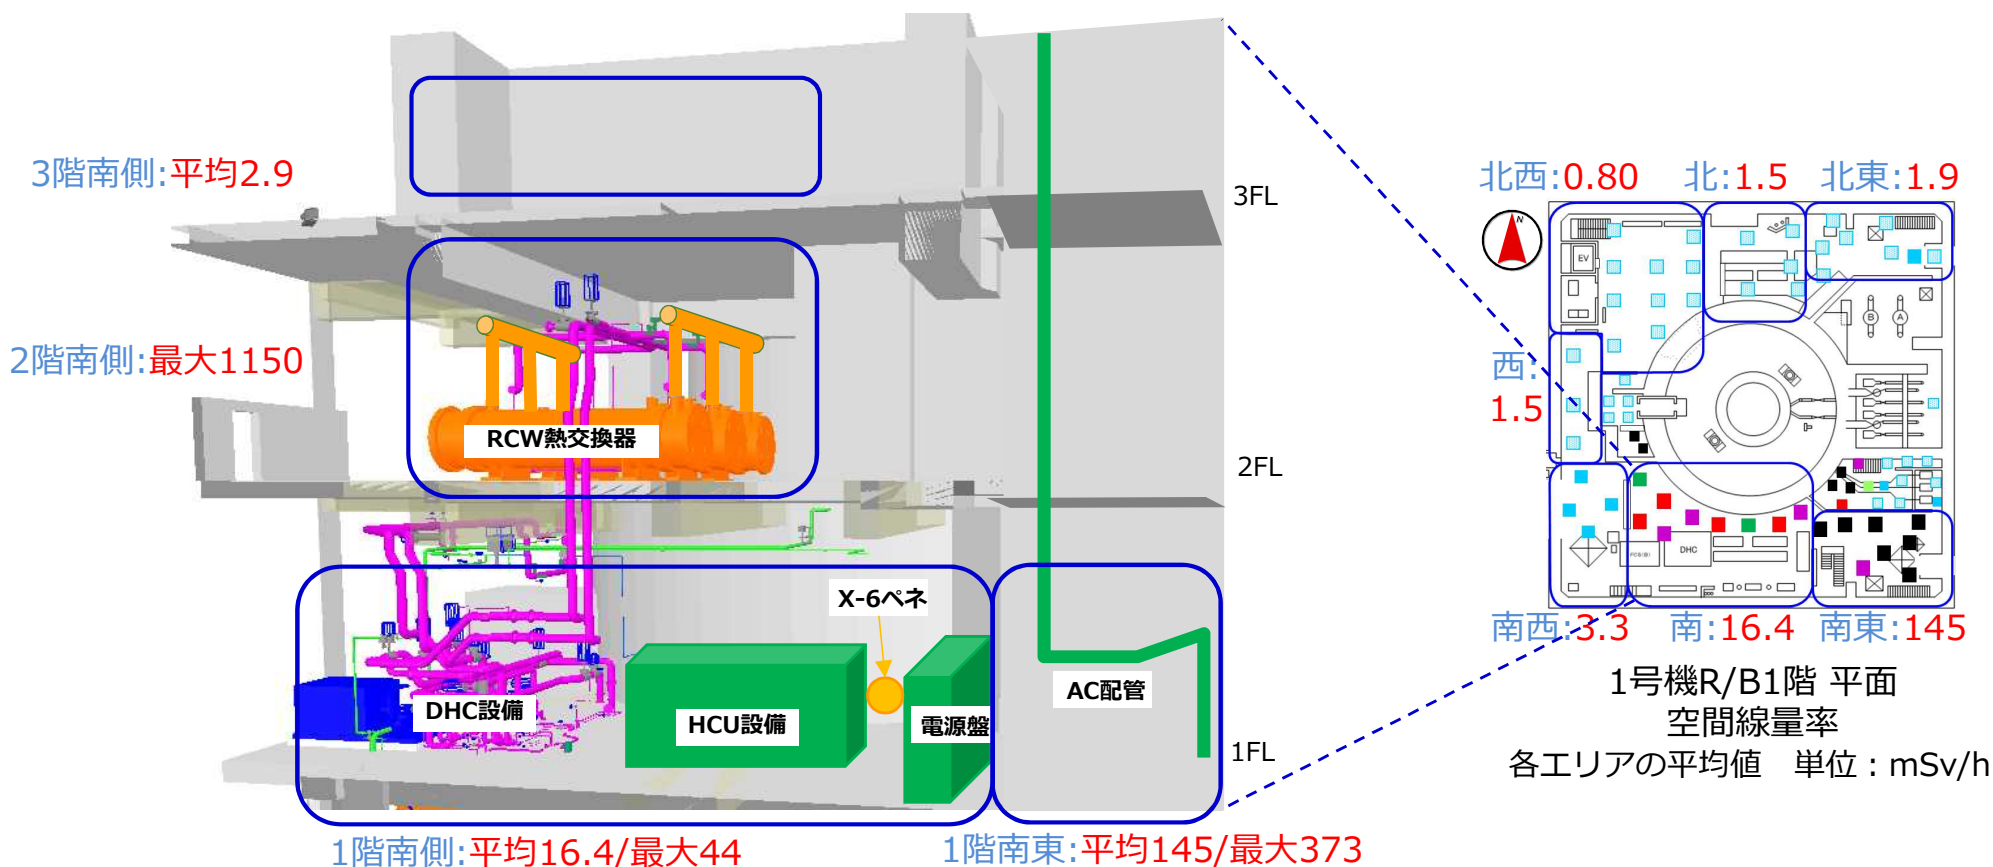 3階南側:平均2.9
3FL
2階南側:最大1150
RCW熱交換器
2FL
X-6ペネ
DHC設備
HCU設備
電源盤
AC配管
1FL
1階南側:平均16.4/最大44
1階南東:平均145/最大373
北西:0.80
北:1.5
北東:1.9
N
EV
B
A
西:
1.5
FCS(B)
DHC
南西:3.3
南:16.4
南東:145
1号機R/B1階 平面
空間線量率
各エリアの平均値　単位：mSv/h